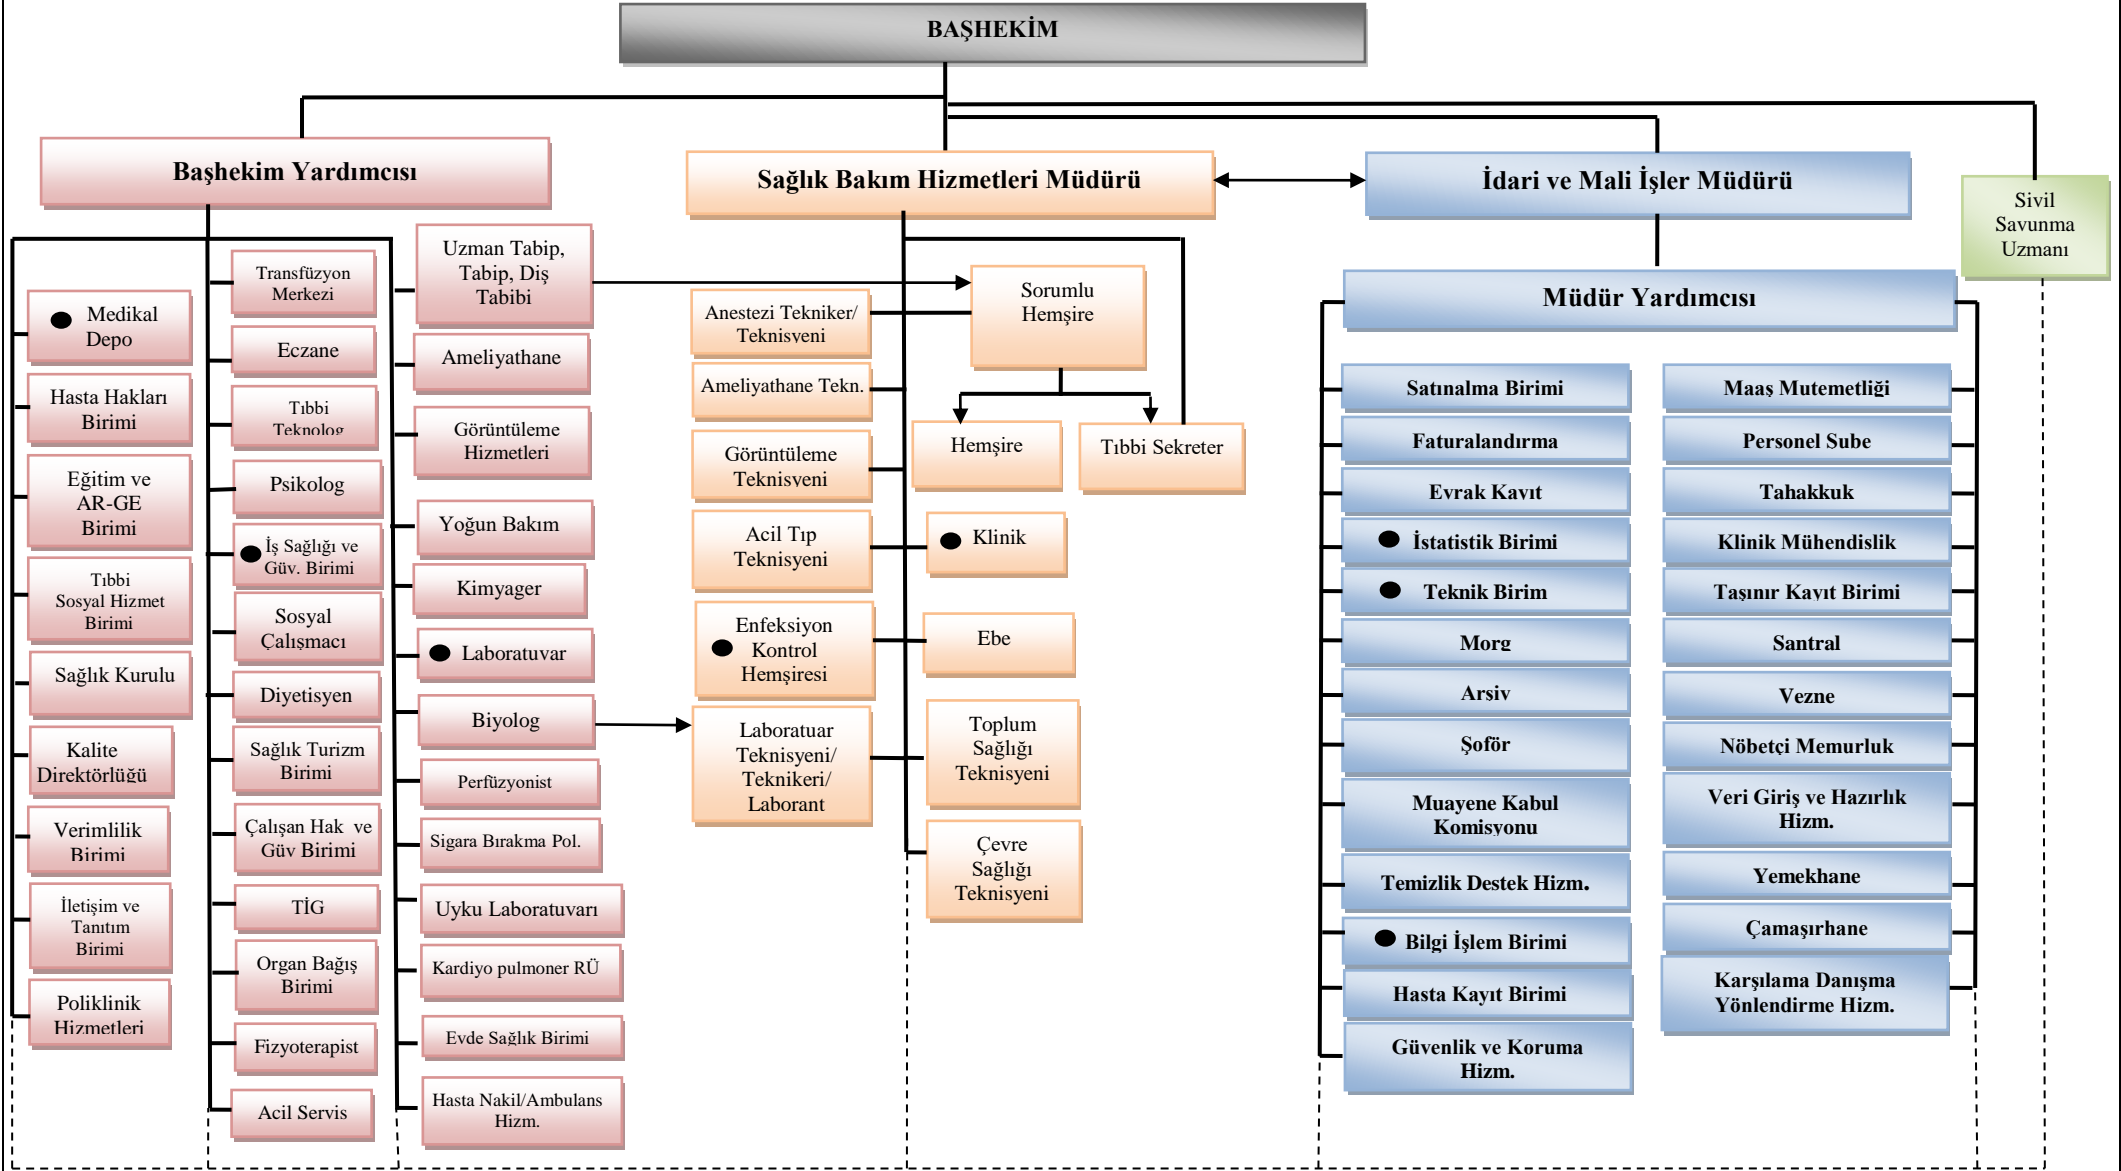 BAŞHEKİM
Başhekim Yardımcısı
Sağlık Bakım Hizmetleri Müdürü
İdari ve Mali İşler Müdürü
Sivil
Savunma
Uzmanı
Medikal
Depo
Hasta Hakları
Birimi
Eğitim ve
AR-GE
Birimi
Tıbbi
Sosyal Hizmet
Birimi
Sağlık Kurulu
Kalite
Direktörlüğü
Verimlilik
Birimi
İletişim ve
Tanıtım
Birimi
Poliklinik
Hizmetleri
Transfüzyon
Merkezi
Eczane
Tıbbi
Teknolog
Psikolog
İş Sağlığı ve
Güv. Birimi
Sosyal
Çalışmacı
Diyetisyen
Sağlık Turizm
Birimi
Çalışan Hak ve
Güv Birimi
TİG
Organ Bağış
Birimi
Fizyoterapist
Acil Servis
Uzman Tabip,
Tabip, Diş
Tabibi
Ameliyathane
Görüntüleme
Hizmetleri
Yoğun Bakım
Kimyager
Laboratuvar
Biyolog
Perfüzyonist
Sigara Bırakma Pol.
Uyku Laboratuvarı
Kardiyo pulmoner RÜ
Evde Sağlık Birimi
Hasta Nakil/Ambulans
Hizm.
Anestezi Tekniker/
Teknisyeni
Ameliyathane Tekn.
Görüntüleme
Teknisyeni
Acil Tıp
Teknisyeni
Enfeksiyon
Kontrol
Hemşiresi
Laboratuar
Teknisyeni/
Teknikeri/
Laborant
Sorumlu
Hemşire
Hemşire
Tıbbi Sekreter
Klinik
Ebe
Toplum
Sağlığı
Teknisyeni
Çevre
Sağlığı
Teknisyeni
Müdür Yardımcısı
Satınalma Birimi
Faturalandırma
Evrak Kayıt
İstatistik Birimi
Teknik Birim
Morg
Arşiv
Şoför
Muayene Kabul
Komisyonu
Temizlik Destek Hizm.
Bilgi İşlem Birimi
Hasta Kayıt Birimi
Güvenlik ve Koruma
Hizm.
Maaş Mutemetliği
Personel Şube
Tahakkuk
Klinik Mühendislik
Taşınır Kayıt Birimi
Santral
Vezne
Nöbetçi Memurluk
Veri Giriş ve Hazırlık
Hizm.
Yemekhane
Çamaşırhane
Karşılama Danışma
Yönlendirme Hizm.